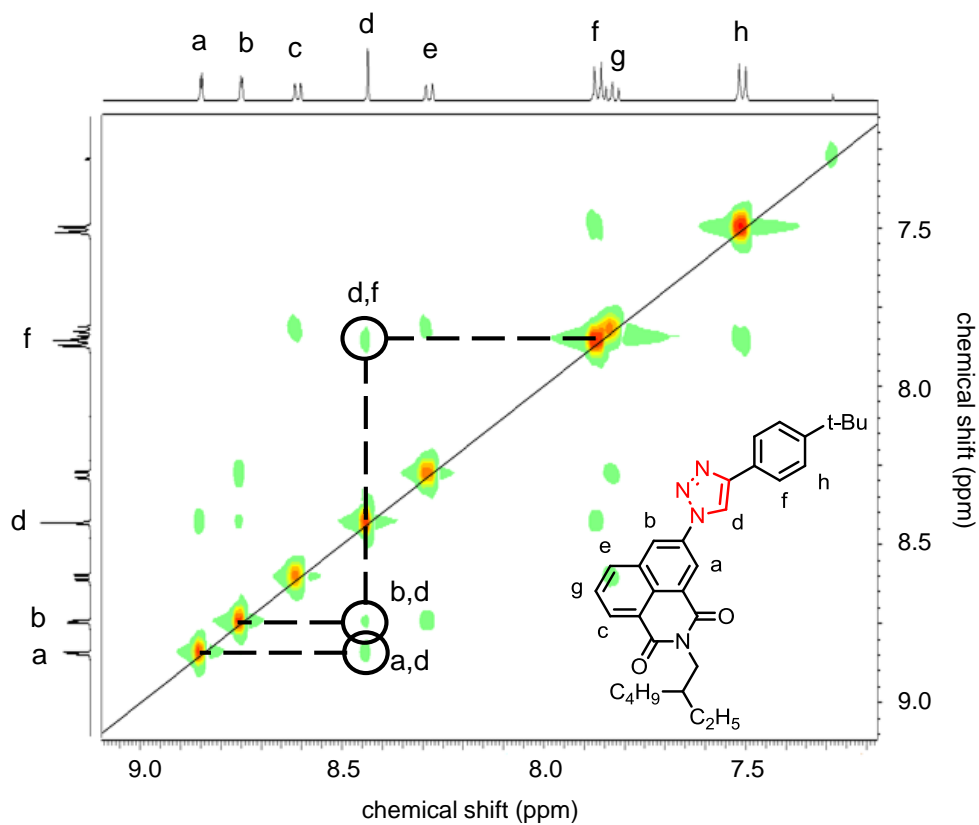 a b c d e f g h
d,f
f
d
b
a
b,d
a,d
7.5
8.0
8.5
9.0
chemical shift (ppm)
t-Bu
N
N
N
h
f
d
b
a
e
g
c
O
N
O
C4H9
C2H5
9.0 8.5 8.0 7.5
chemical shift (ppm)